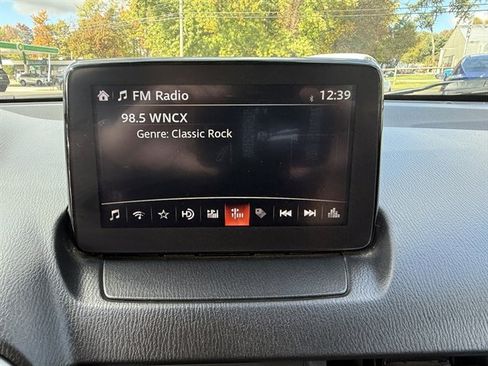 FM Radio 12:39
98.5 WNCX
Genre: Classic Rock